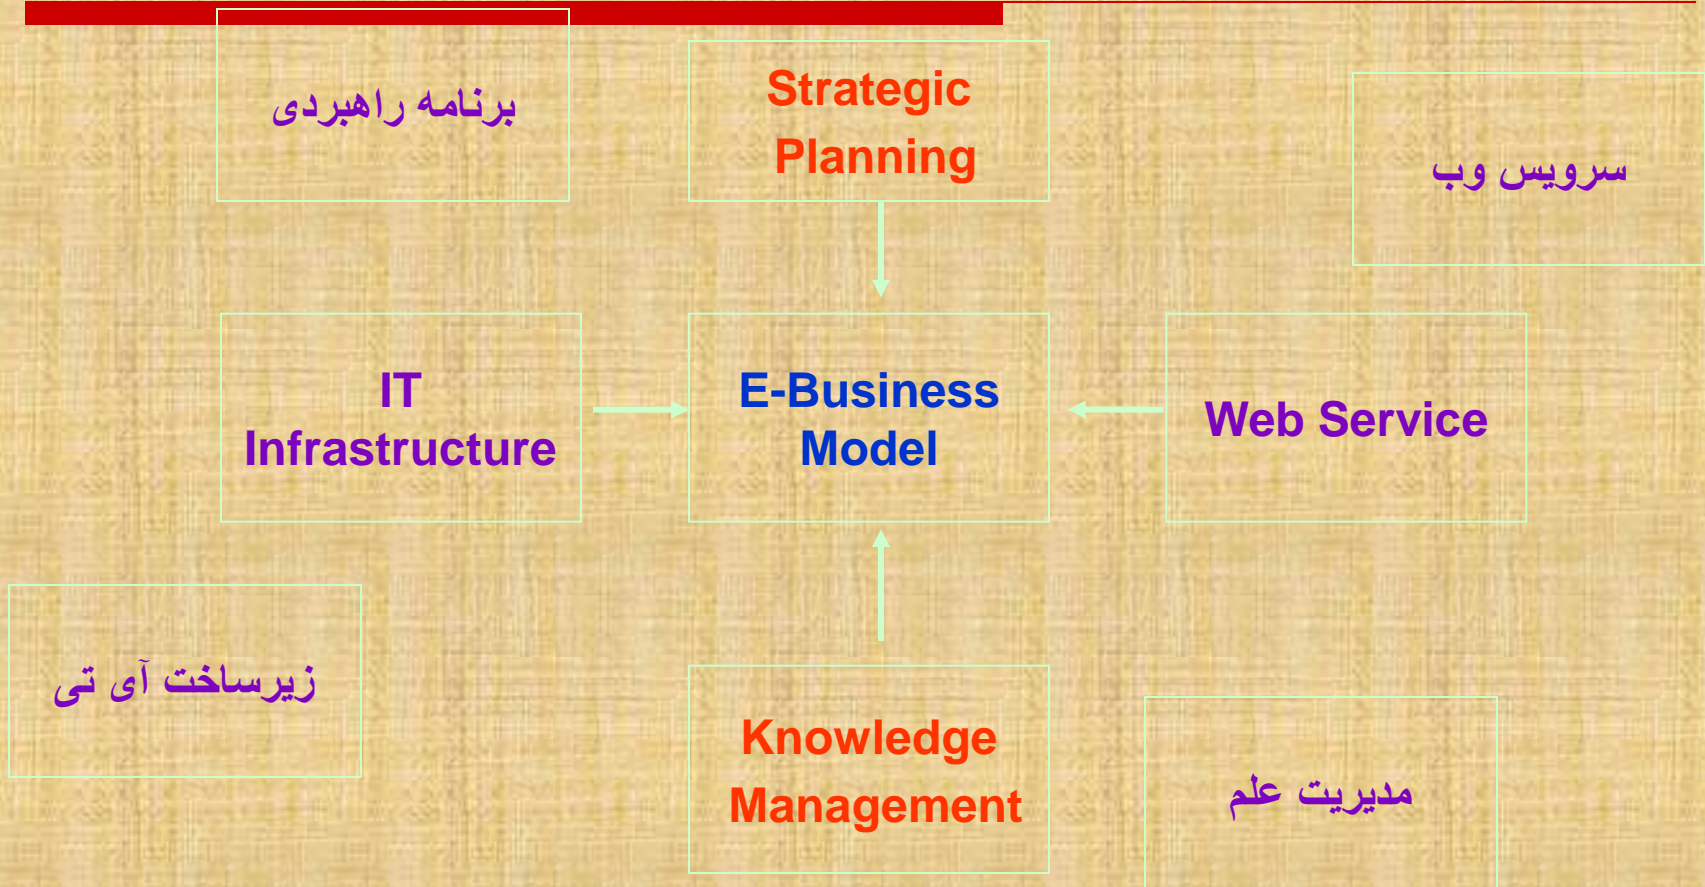 برنامه راهبردی
Strategic
Planning
سرویس وب
IT
Infrastructure
E-Business
Model
Web Service
زیرساخت آی تی
Knowledge
Management
مدیریت علم